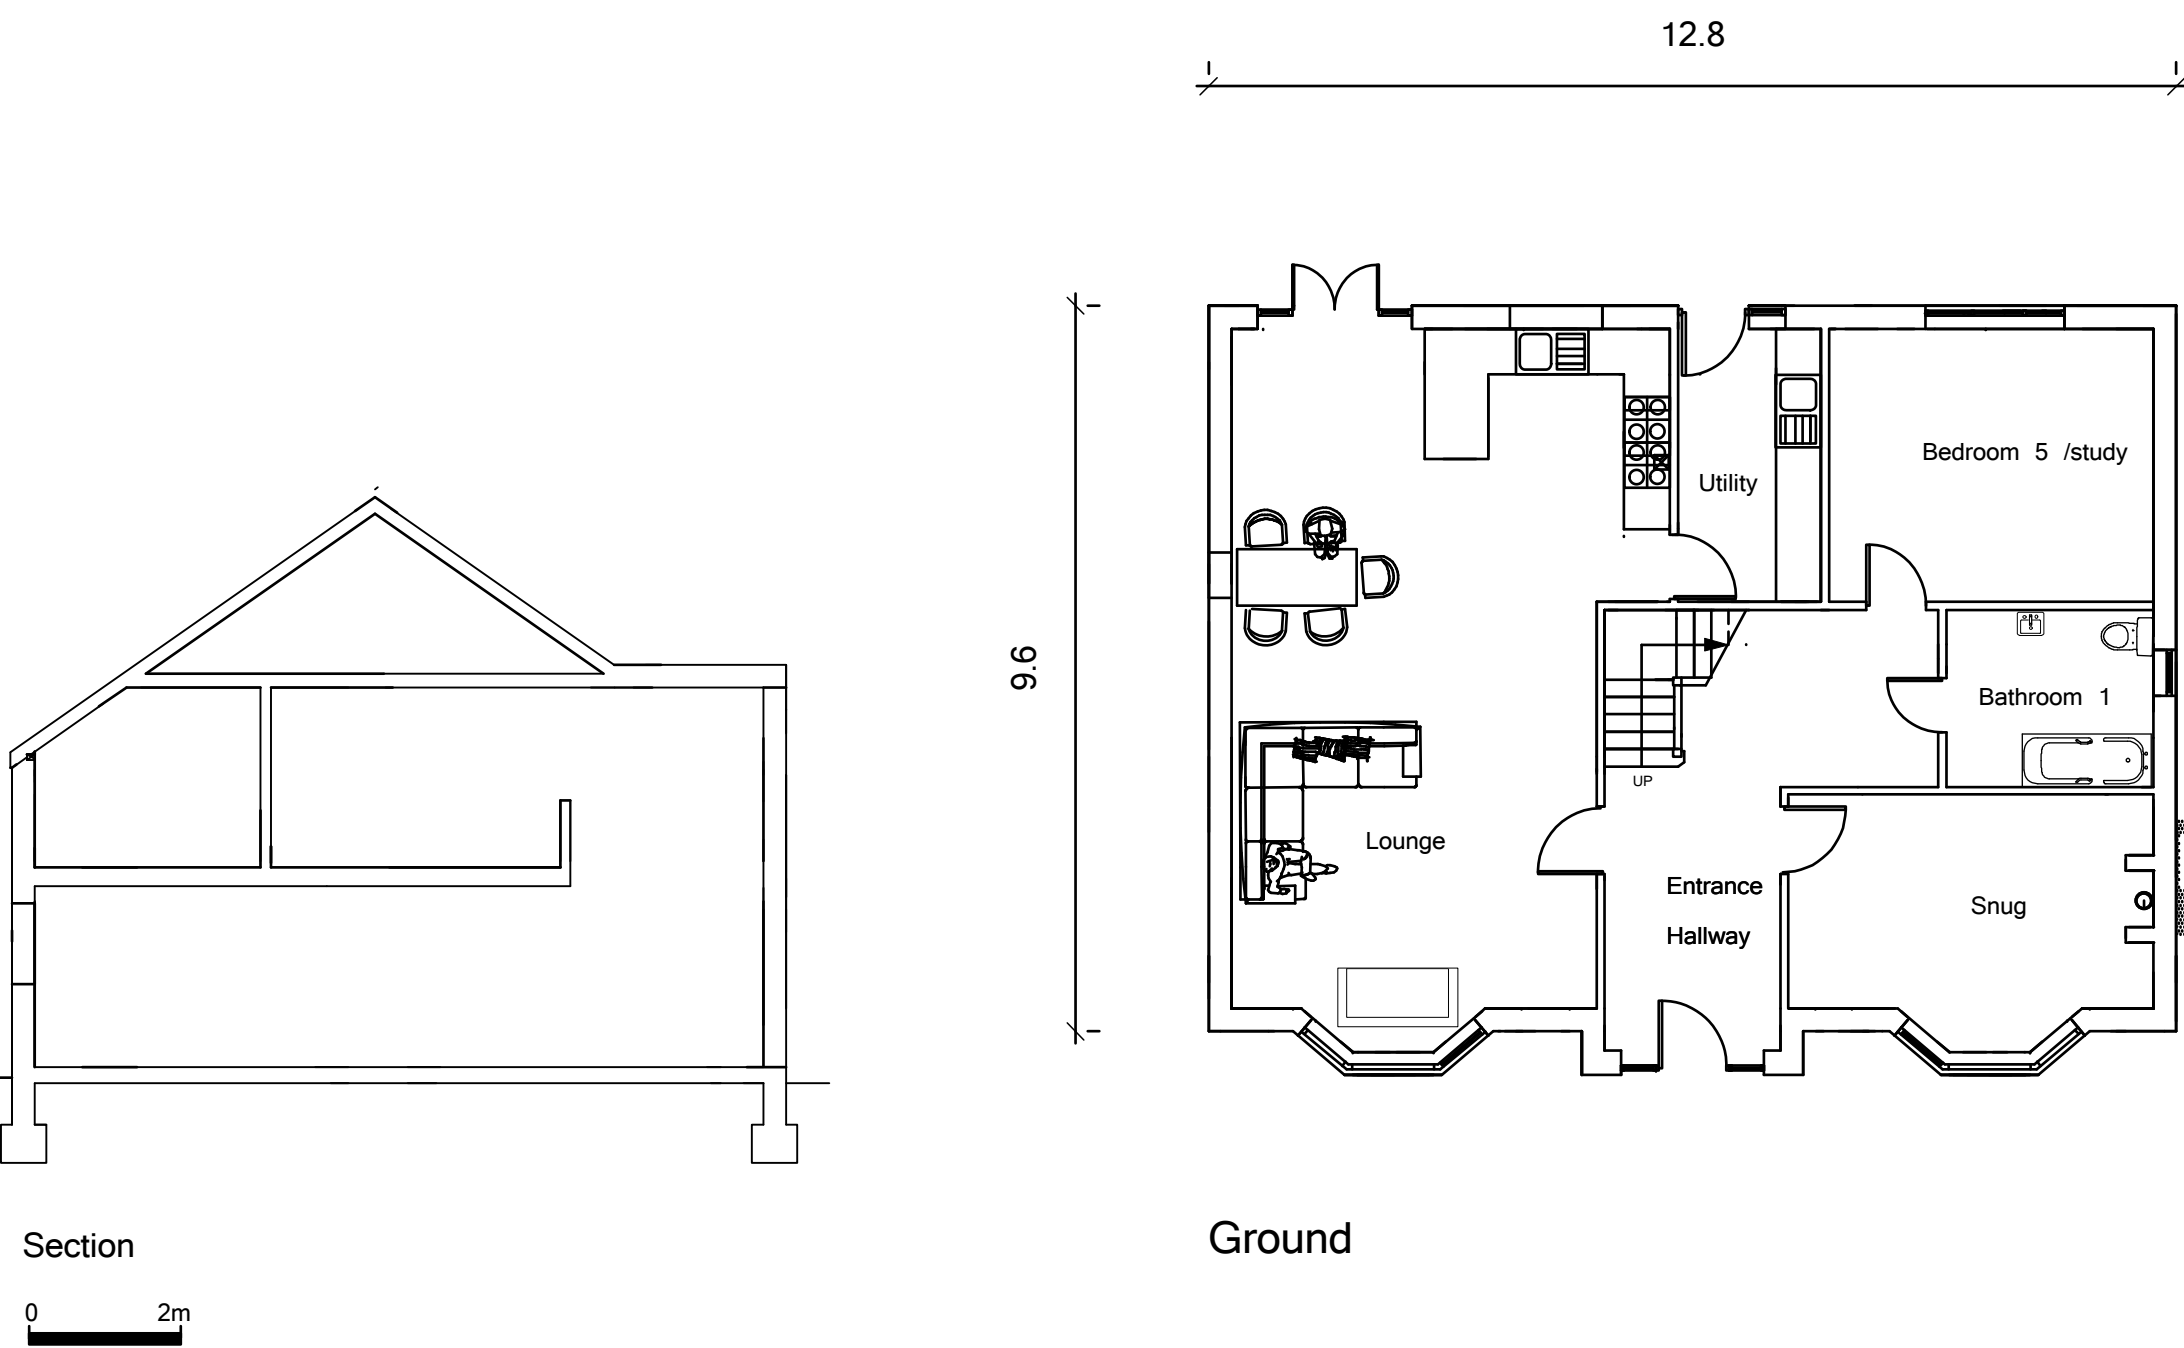 12.8
9.6
Utility
Bedroom 5 /study
Bathroom 1
UP
Lounge
Entrance
Hallway
Snug
Section
Ground
0 2m